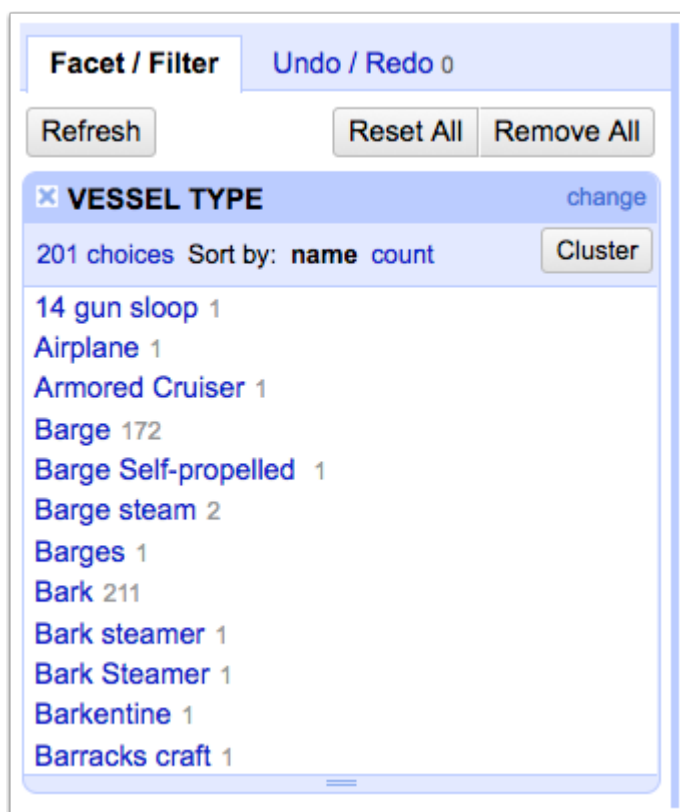 Facet / Filter Undo / Redo 0
Refresh Reset All Remove All
VESSEL TYPE change
201 choices Sort by: name count Cluster
14 gun sloop 1
Airplane 1
Armored Cruiser 1
Barge 172
Barge Self-propelled 1
Barge steam 2
Barges 1
Bark 211
Bark steamer 1
Bark Steamer 1
Barkentine 1
Barracks craft 1